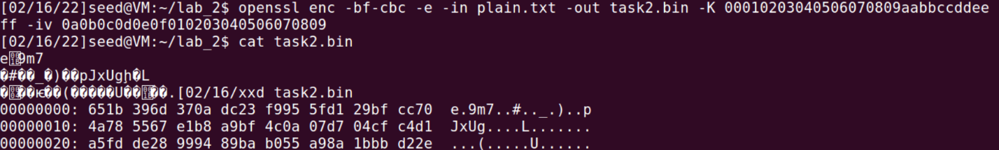 [02/16/22]seed@VM:~/lab_2$ openssl enc -bf-cbc -e -in plain.txt -out task2.bin -K 00010203040506070809aabbccddee
ff -iv 0a0b0c0d0e0f010203040506070809
[02/16/22]seed@VM:~/lab_2$ cat task2.bin
e9m7
�#��_�)��pJxUgḩ�L
���(�����U����.[02/16/xxd task2.bin
00000000: 651b 396d 370a dc23 f995 5fd1 29bf cc70  e.9m7..#.._.)..p
00000010: 4a78 5567 e1b8 a9bf 4c0a 07d7 04cf c4d1  JxUg....L.......
00000020: a5fd de28 9994 89ba b055 a98a 1bbb d22e  ...(.....U......